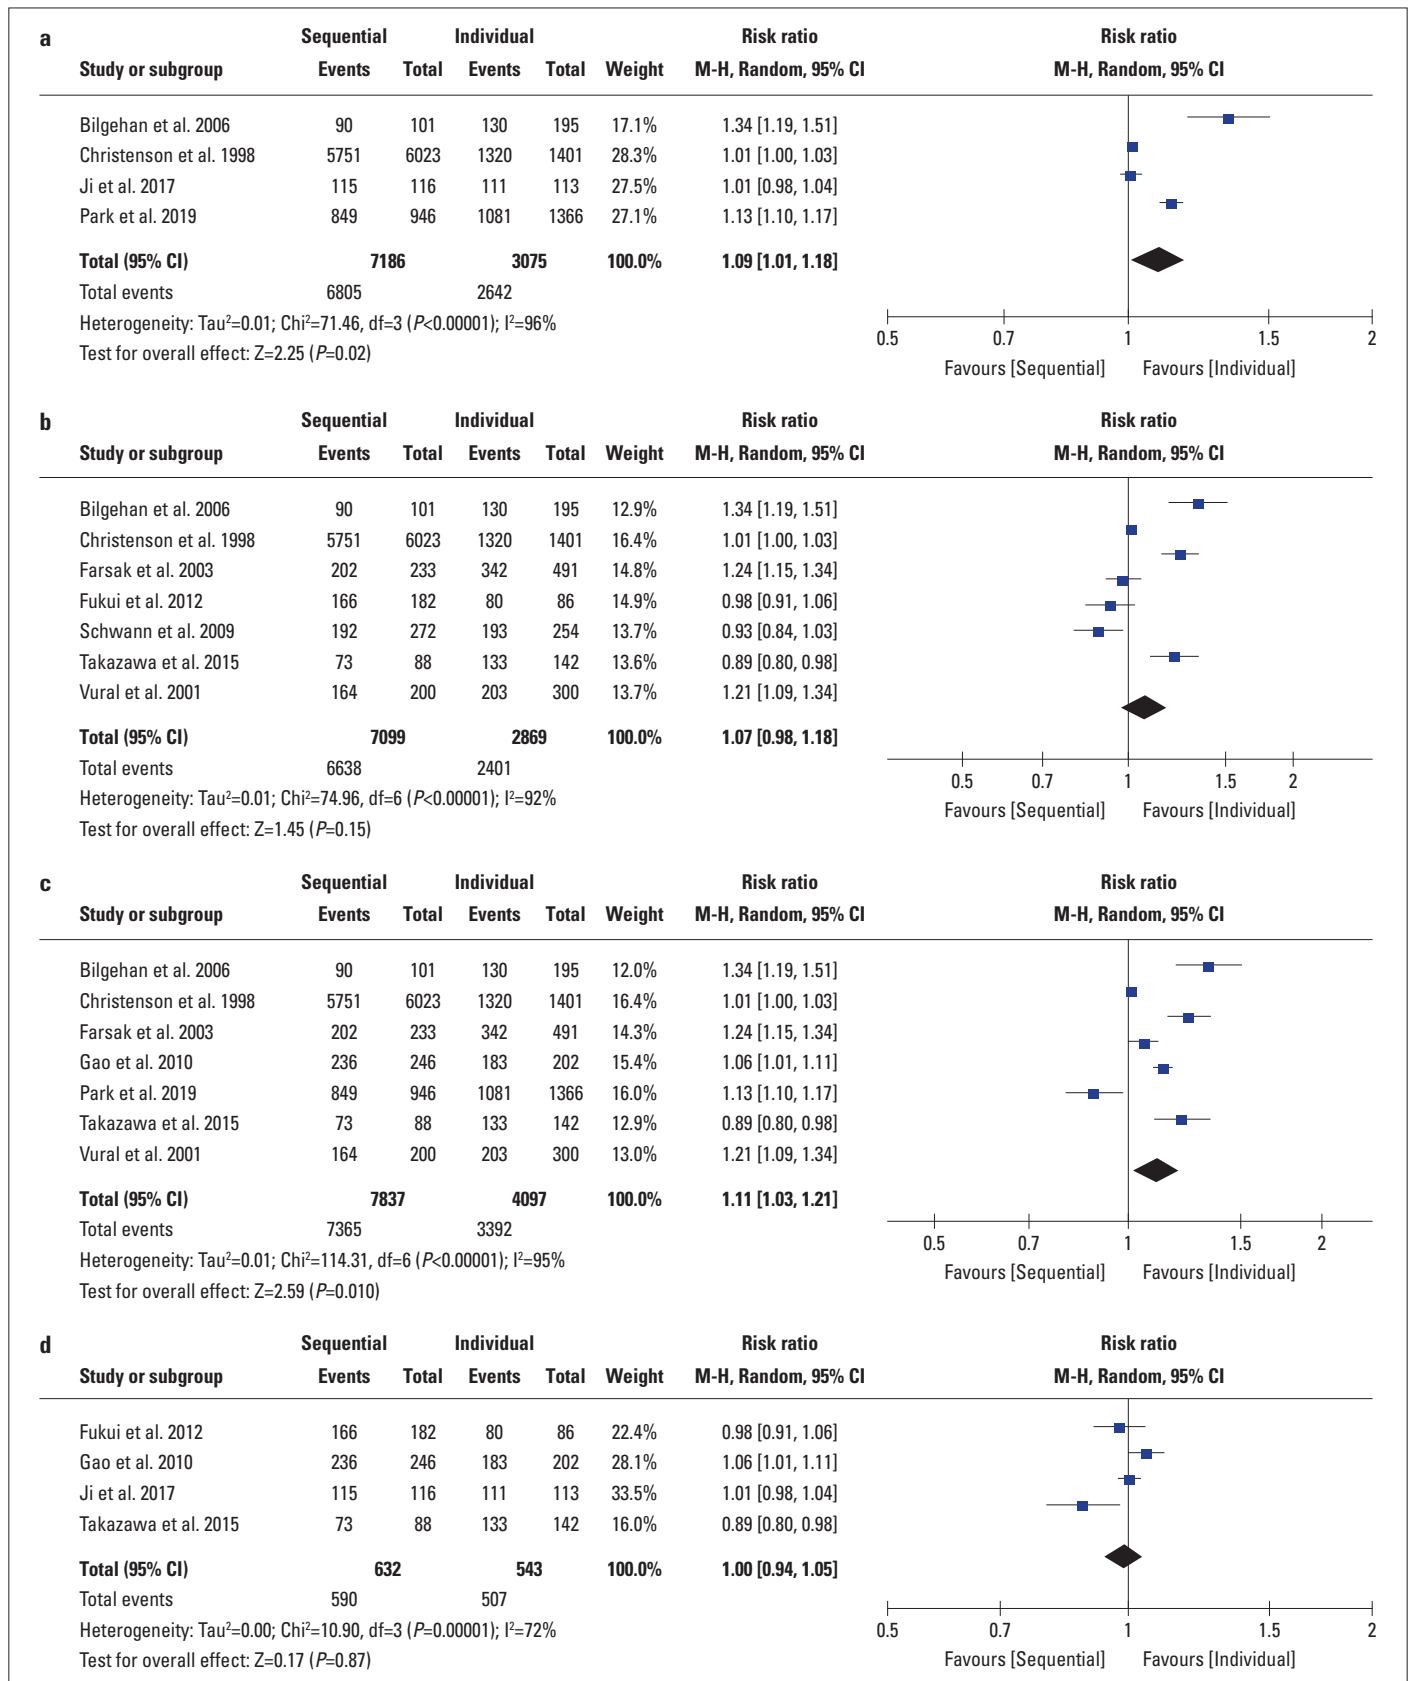 a Sequential Individual Risk ratio Risk ratio
Study or subgroup Events Total Events Total Weight M-H, Random, 95% CI M-H, Random, 95% CI
Bilgehan et al. 2006 90 101 130 195 17.1% 1.34 [1.19, 1.51]
Christenson et al. 1998 5751 6023 1320 1401 28.3% 1.01 [1.00, 1.03]
Ji et al. 2017 115 116 111 113 27.5% 1.01 [0.98, 1.04]
Park et al. 2019 849 946 1081 1366 27.1% 1.13 [1.10, 1.17]
Total (95% CI) 7186 3075 100.0% 1.09 [1.01, 1.18]
Total events 6805 2642
Heterogeneity: Tau²=0.01; Chi²=71.46, df=3 (P<0.00001); I²=96%
Test for overall effect: Z=2.25 (P=0.02)
0.5 0.7 1 1.5 2
Favours [Sequential] Favours [Individual]
b Sequential Individual Risk ratio Risk ratio
Study or subgroup Events Total Events Total Weight M-H, Random, 95% CI M-H, Random, 95% CI
Bilgehan et al. 2006 90 101 130 195 12.9% 1.34 [1.19, 1.51]
Christenson et al. 1998 5751 6023 1320 1401 16.4% 1.01 [1.00, 1.03]
Farsak et al. 2003 202 233 342 491 14.8% 1.24 [1.15, 1.34]
Fukui et al. 2012 166 182 80 86 14.9% 0.98 [0.91, 1.06]
Schwann et al. 2009 192 272 193 254 13.7% 0.93 [0.84, 1.03]
Takazawa et al. 2015 73 88 133 142 13.6% 0.89 [0.80, 0.98]
Vural et al. 2001 164 200 203 300 13.7% 1.21 [1.09, 1.34]
Total (95% CI) 7099 2869 100.0% 1.07 [0.98, 1.18]
Total events 6638 2401
Heterogeneity: Tau²=0.01; Chi²=74.96, df=6 (P<0.00001); I²=92%
Test for overall effect: Z=1.45 (P=0.15)
0.5 0.7 1 1.5 2
Favours [Sequential] Favours [Individual]
c Sequential Individual Risk ratio Risk ratio
Study or subgroup Events Total Events Total Weight M-H, Random, 95% CI M-H, Random, 95% CI
Bilgehan et al. 2006 90 101 130 195 12.0% 1.34 [1.19, 1.51]
Christenson et al. 1998 5751 6023 1320 1401 16.4% 1.01 [1.00, 1.03]
Farsak et al. 2003 202 233 342 491 14.3% 1.24 [1.15, 1.34]
Gao et al. 2010 236 246 183 202 15.4% 1.06 [1.01, 1.11]
Park et al. 2019 849 946 1081 1366 16.0% 1.13 [1.10, 1.17]
Takazawa et al. 2015 73 88 133 142 12.9% 0.89 [0.80, 0.98]
Vural et al. 2001 164 200 203 300 13.0% 1.21 [1.09, 1.34]
Total (95% CI) 7837 4097 100.0% 1.11 [1.03, 1.21]
Total events 7365 3392
Heterogeneity: Tau²=0.01; Chi²=114.31, df=6 (P<0.00001); I²=95%
Test for overall effect: Z=2.59 (P=0.010)
0.5 0.7 1 1.5 2
Favours [Sequential] Favours [Individual]
d Sequential Individual Risk ratio Risk ratio
Study or subgroup Events Total Events Total Weight M-H, Random, 95% CI M-H, Random, 95% CI
Fukui et al. 2012 166 182 80 86 22.4% 0.98 [0.91, 1.06]
Gao et al. 2010 236 246 183 202 28.1% 1.06 [1.01, 1.11]
Ji et al. 2017 115 116 111 113 33.5% 1.01 [0.98, 1.04]
Takazawa et al. 2015 73 88 133 142 16.0% 0.89 [0.80, 0.98]
Total (95% CI) 632 543 100.0% 1.00 [0.94, 1.05]
Total events 590 507
Heterogeneity: Tau²=0.00; Chi²=10.90, df=3 (P=0.00001); I²=72%
Test for overall effect: Z=0.17 (P=0.87)
0.5 0.7 1 1.5 2
Favours [Sequential] Favours [Individual]